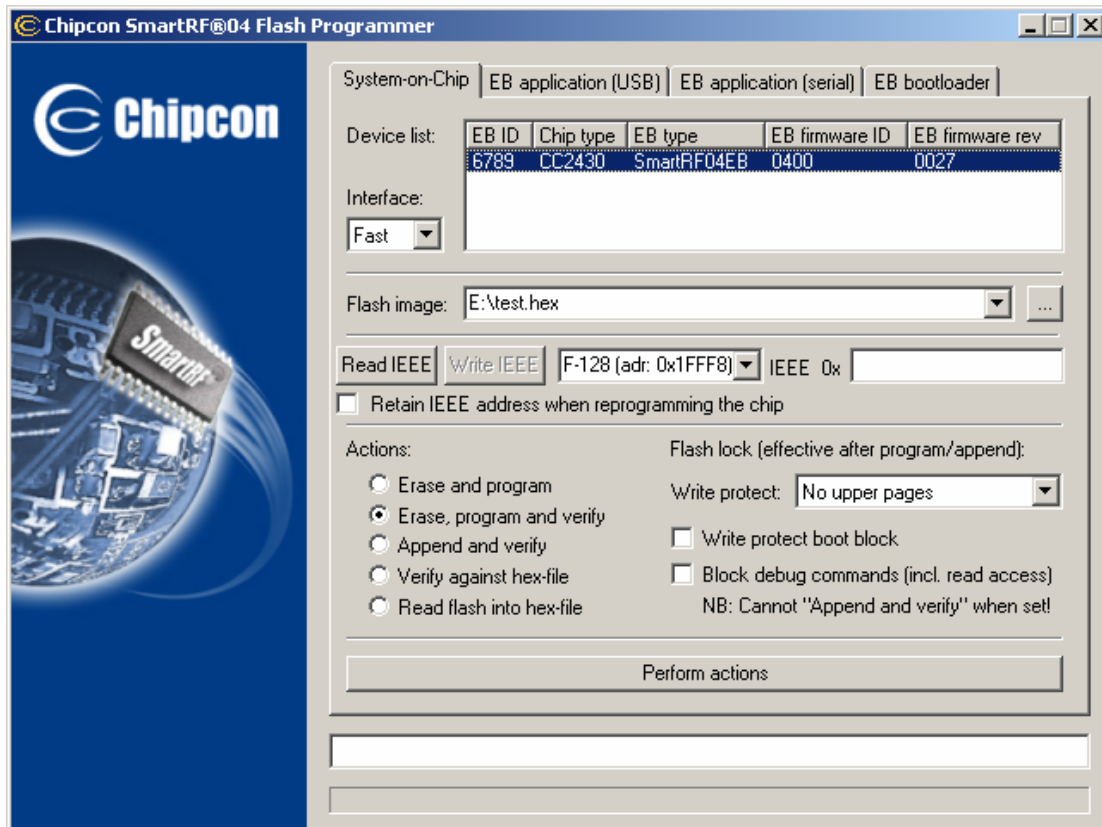 Chipcon SmartRF®04 Flash Programmer
Chipcon
SmartRF®
System-on-Chip EB application (USB) EB application (serial) EB bootloader
Device list:
EB ID Chip type EB type EB firmware ID EB firmware rev
6789 CC2430 SmartRF04EB 0400 0027
Interface:
Fast
Flash image: E:\test.hex ...
Read IEEE Write IEEE F-128 (adr: 0x1FFF8) IEEE 0x
Retain IEEE address when reprogramming the chip
Actions:
Erase and program
Erase, program and verify
Append and verify
Verify against hex-file
Read flash into hex-file
Flash lock (effective after program/append):
Write protect: No upper pages
Write protect boot block
Block debug commands (incl. read access)
NB: Cannot "Append and verify" when set!
Perform actions